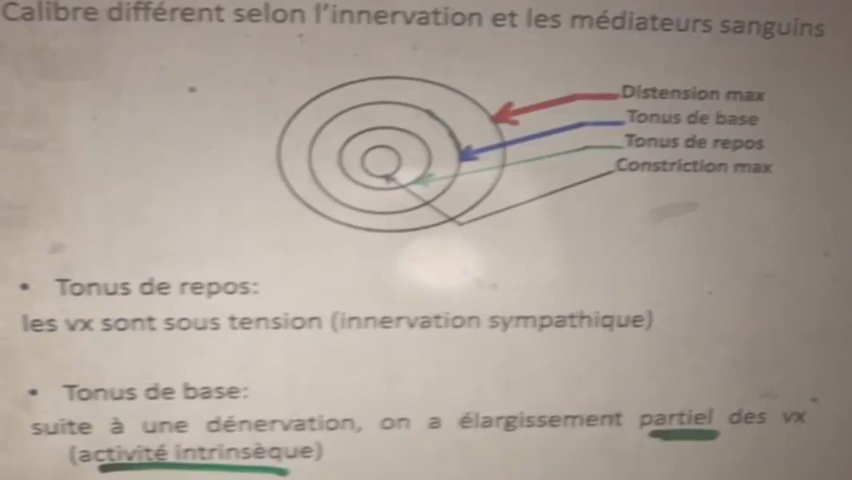 Calibre différent selon l'innervation et les médiateurs sanguins
Distension max
Tonus de base
Tonus de repos
Constriction max
• Tonus de repos:
les vx sont sous tension (innervation sympathique)
• Tonus de base:
suite à une dénervation, on a élargissement partiel des vx
(activité intrinsèque)